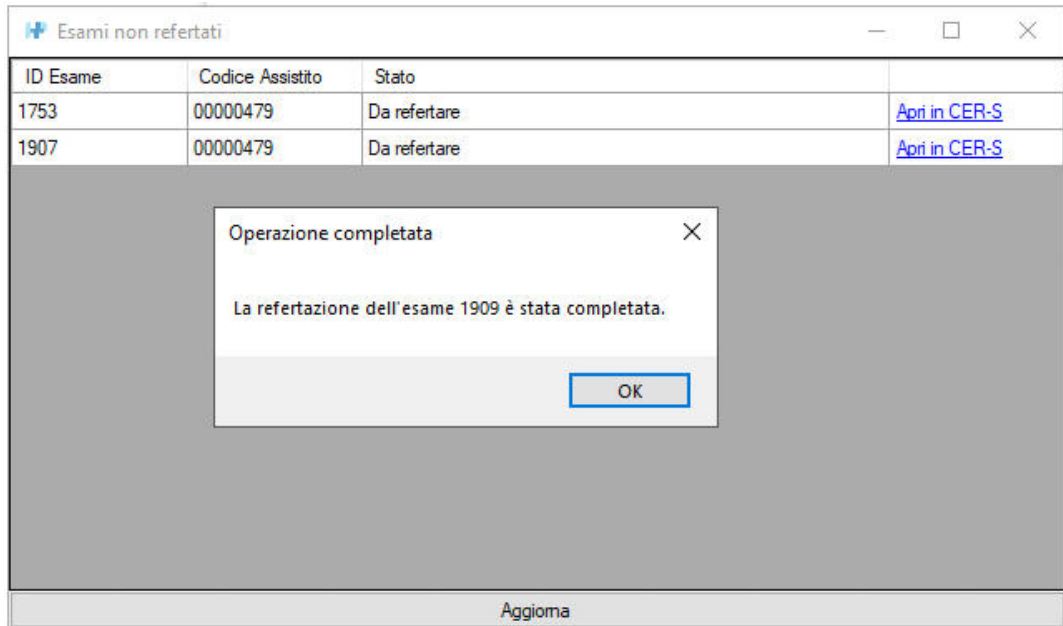 Esami non refertati
ID Esame Codice Assistito Stato
1753 00000479 Da refertare Apri in CER-S
1907 00000479 Da refertare Apri in CER-S
Operazione completata
La refertazione dell'esame 1909 è stata completata.
OK
Aggiorna